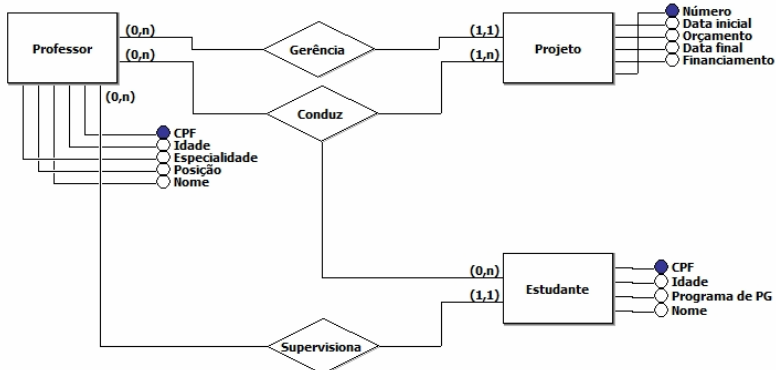 Professor
(0,n)
Gerência
(1,1)
Projeto
Número
Data inicial
Orçamento
Data final
Financiamento
(0,n)
Conduz
(1,n)
(0,n)
CPF
Idade
Especialidade
Posição
Nome
(0,n)
Estudante
CPF
Idade
Programa de PG
Nome
(1,1)
Supervisiona